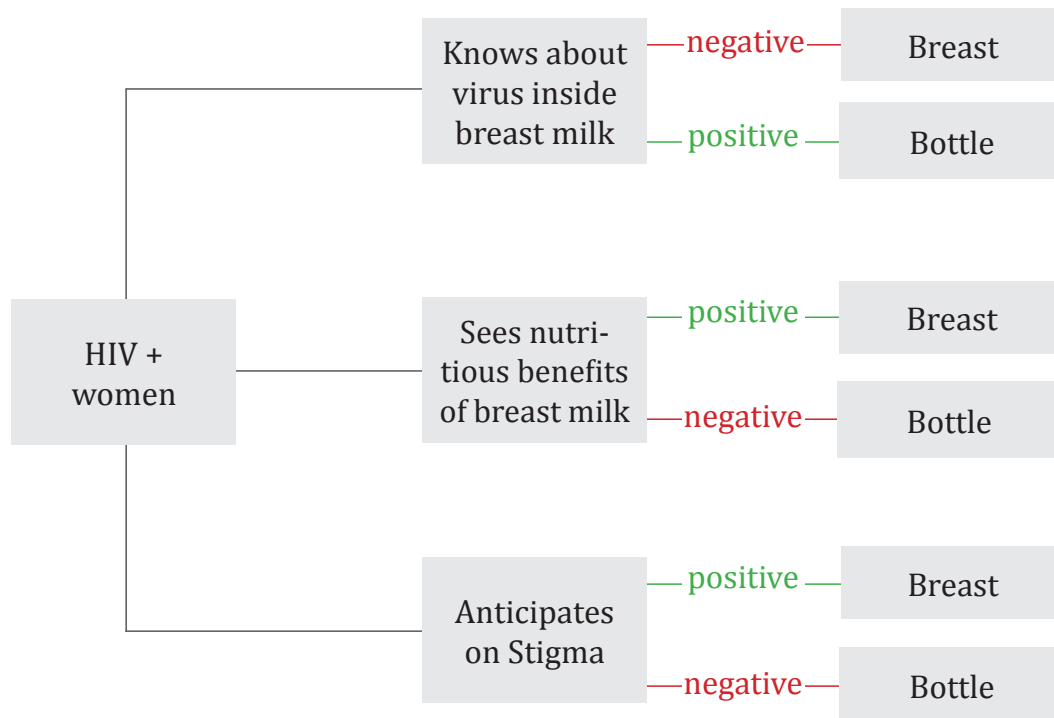 Knows about
virus inside
breast milk
negative
Breast
positive
Bottle
HIV +
women
Sees nutri-
tious benefits
of breast milk
positive
Breast
negative
Bottle
Anticipates
on Stigma
positive
Breast
negative
Bottle